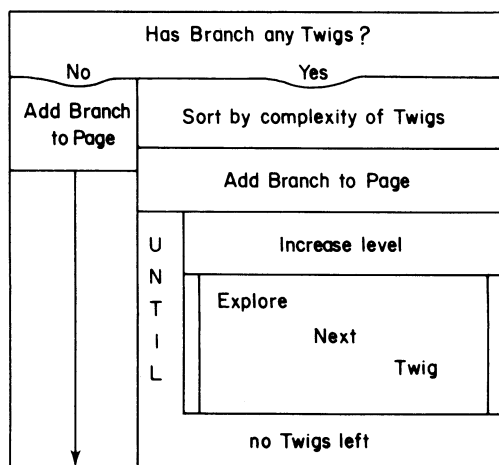 Has Branch any Twigs?
No
Yes
Add Branch
to Page
Sort by complexity of Twigs
Add Branch to Page
UNTIL
Increase level
Explore
Next
Twig
no Twigs left